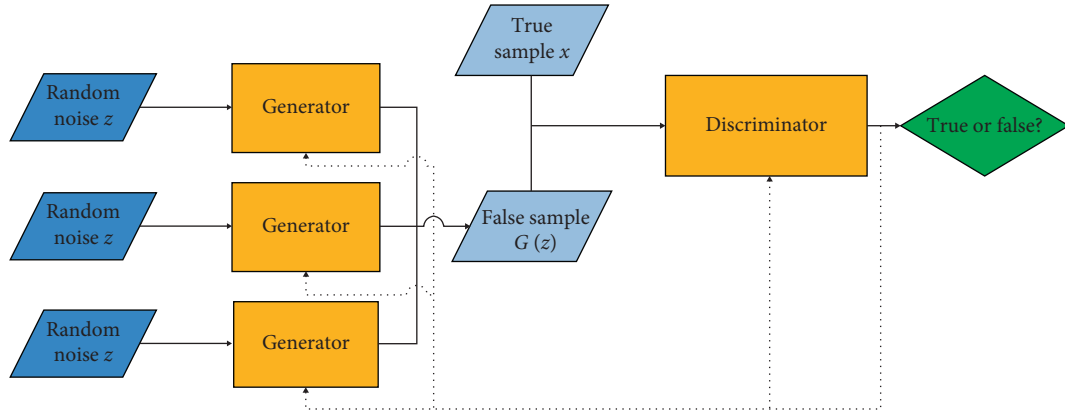 True
sample x
Random
noise z
Generator
Discriminator
True or false?
Random
noise z
Generator
False sample
G (z)
Random
noise z
Generator